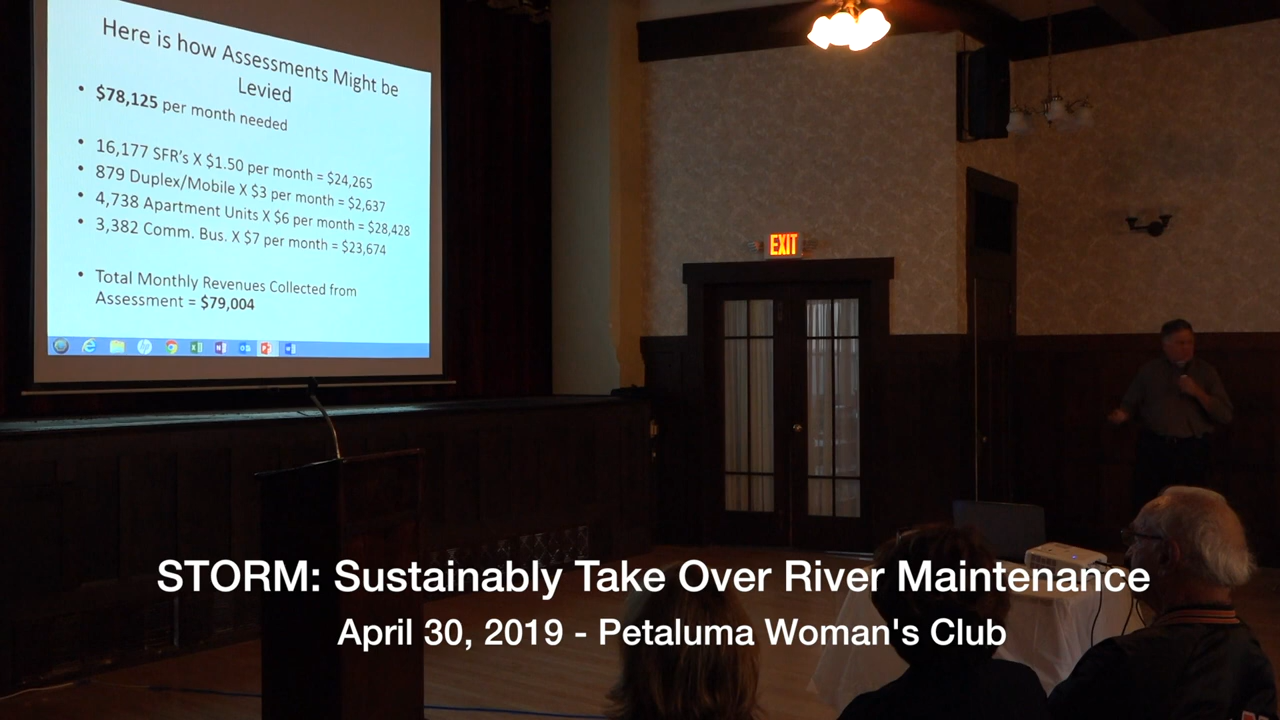 Here is how Assessments Might be
Levied
• $78,125 per month needed
• 16,177 SFR's X $1.50 per month = $24,265
• 879 Duplex/Mobile X $3 per month = $2,637
• 4,738 Apartment Units X $6 per month = $28,428
• 3,382 Comm. Bus. X $7 per month = $23,674
• Total Monthly Revenues Collected from
Assessment = $79,004
EXIT
STORM: Sustainably Take Over River Maintenance
April 30, 2019 - Petaluma Woman's Club